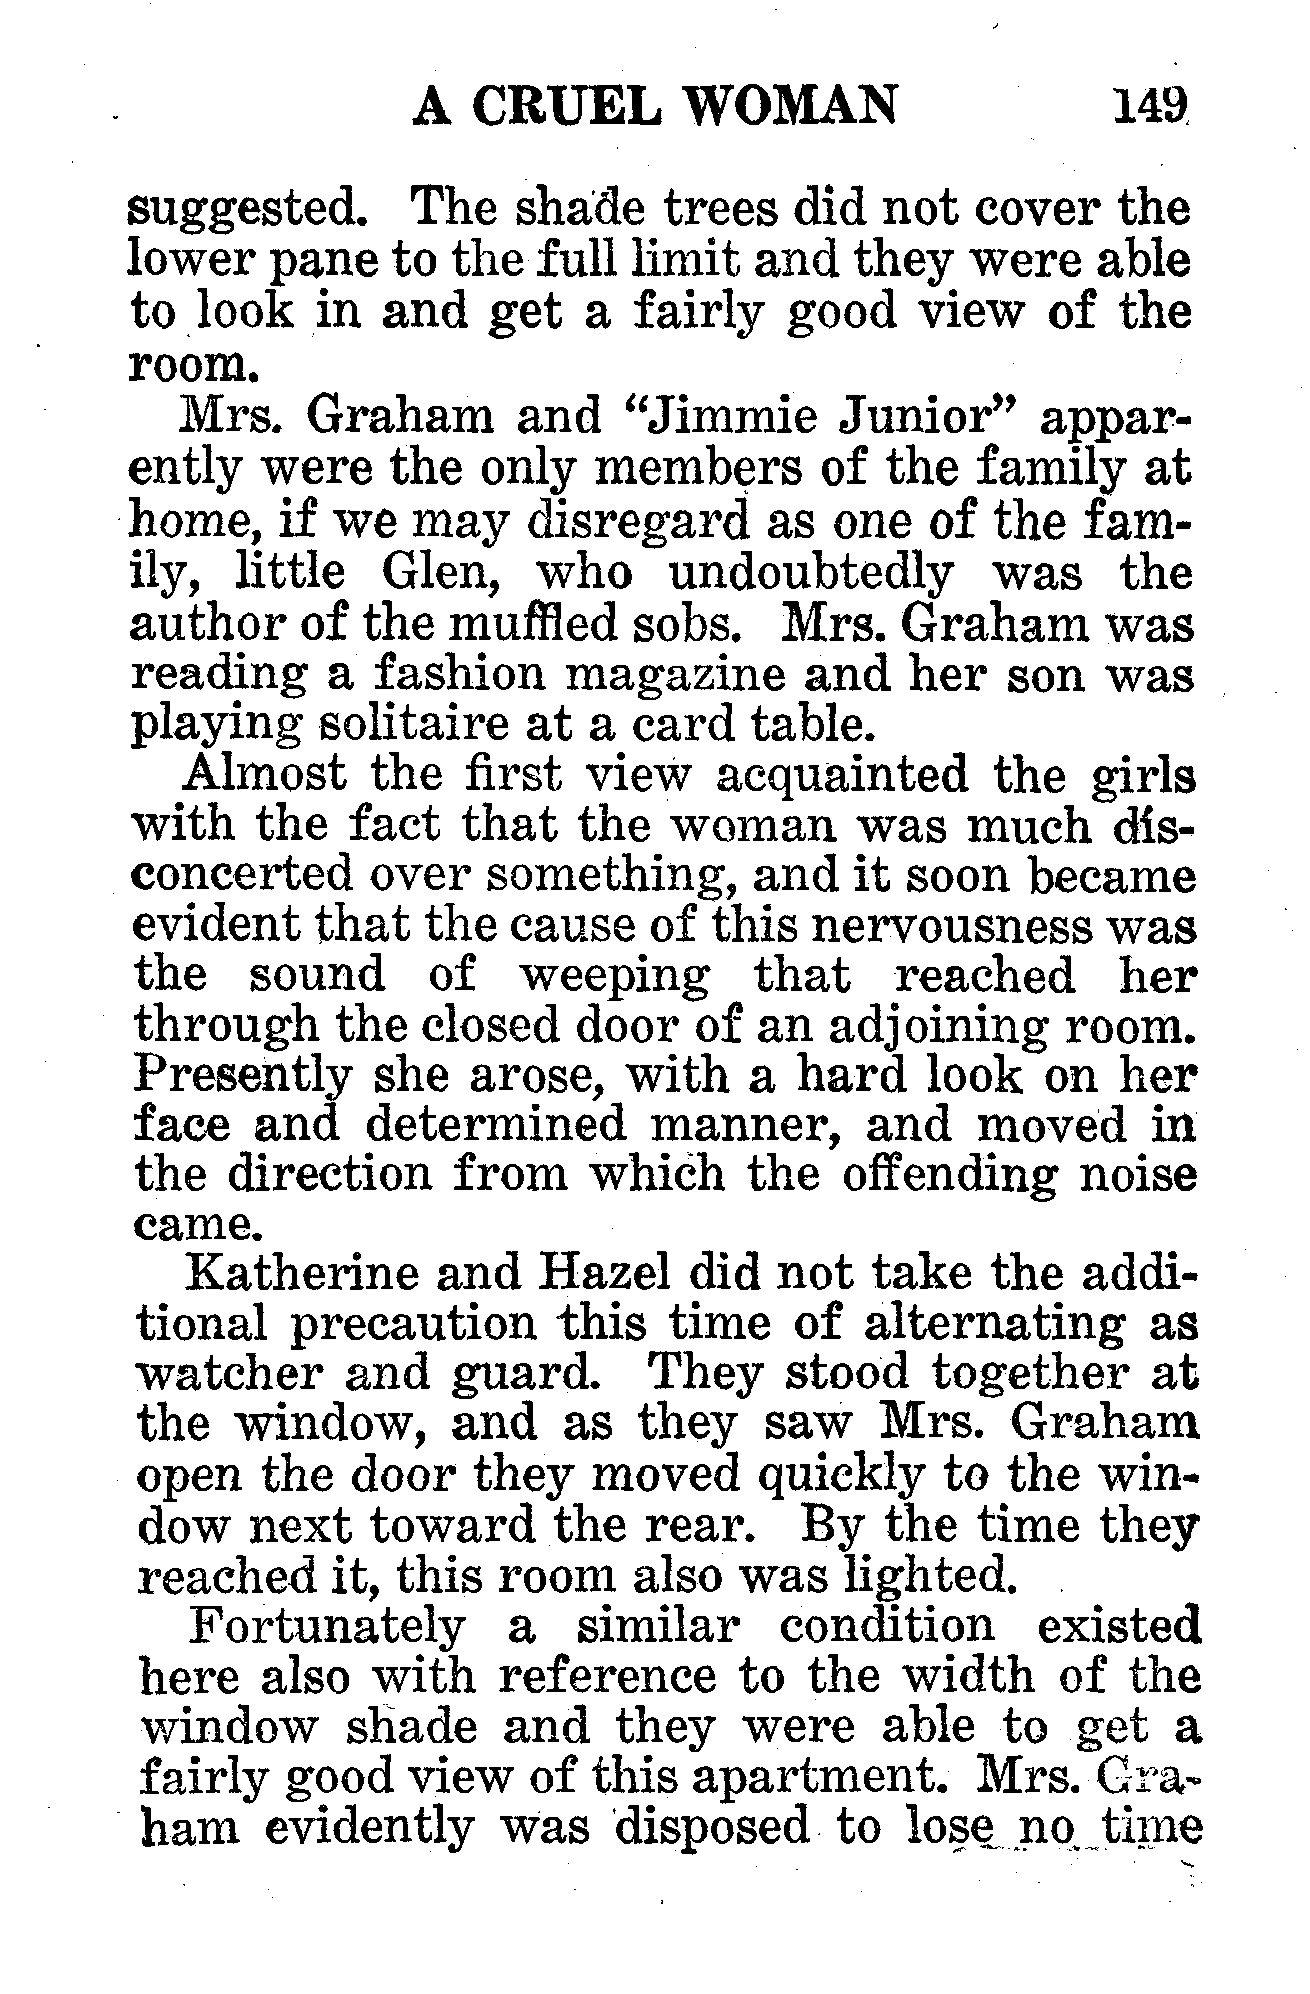 A CRUEL WOMAN 149
suggested. The shade trees did not cover the
lower pane to the full limit and they were able
to look in and get a fairly good view of the
room.
Mrs. Graham and “Jimmie Junior” appar-
ently were the only members of the family at
home, if we may disregard as one of the fam-
ily, little Glen, who undoubtedly was the
author of the muffled sobs. Mrs. Graham was
reading a fashion magazine and her son was
playing solitaire at a card table.
Almost the first view acquainted the girls
with the fact that the woman was much dis-
concerted over something, and it soon became
evident that the cause of this nervousness was
the sound of weeping that reached her
through the closed door of an adjoining room.
Presently she arose, with a hard look on her
face and determined manner, and moved in
the direction from which the offending noise
came.
Katherine and Hazel did not take the addi-
tional precaution this time of alternating as
watcher and guard. They stood together at
the window, and as they saw Mrs. Graham
open the door they moved quickly to the win-
dow next toward the rear. By the time they
reached it, this room also was lighted.
Fortunately a similar condition existed
here also with reference to the width of the
window shade and they were able to get a
fairly good view of this apartment. Mrs. Gra-
ham evidently was disposed to lose no time